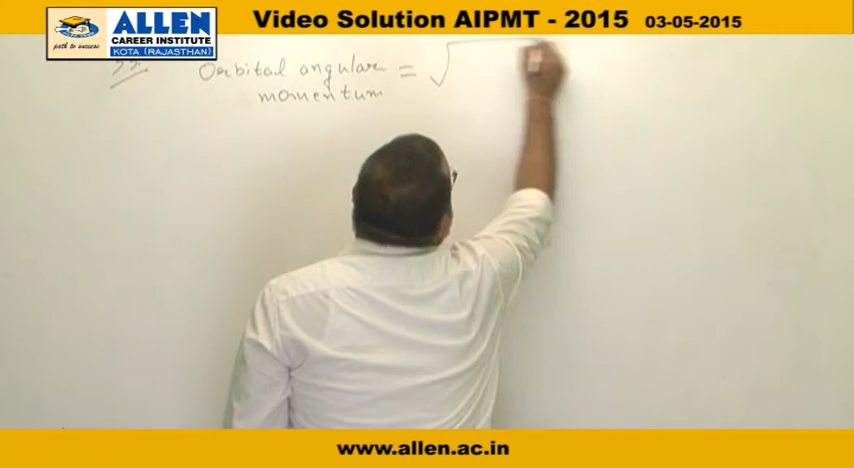 ALLEN
CAREER INSTITUTE
KOTA (RAJASTHAN)
path to success
Video Solution AIPMT - 2015 03-05-2015
Orbital angular = √
momentum
www.allen.ac.in